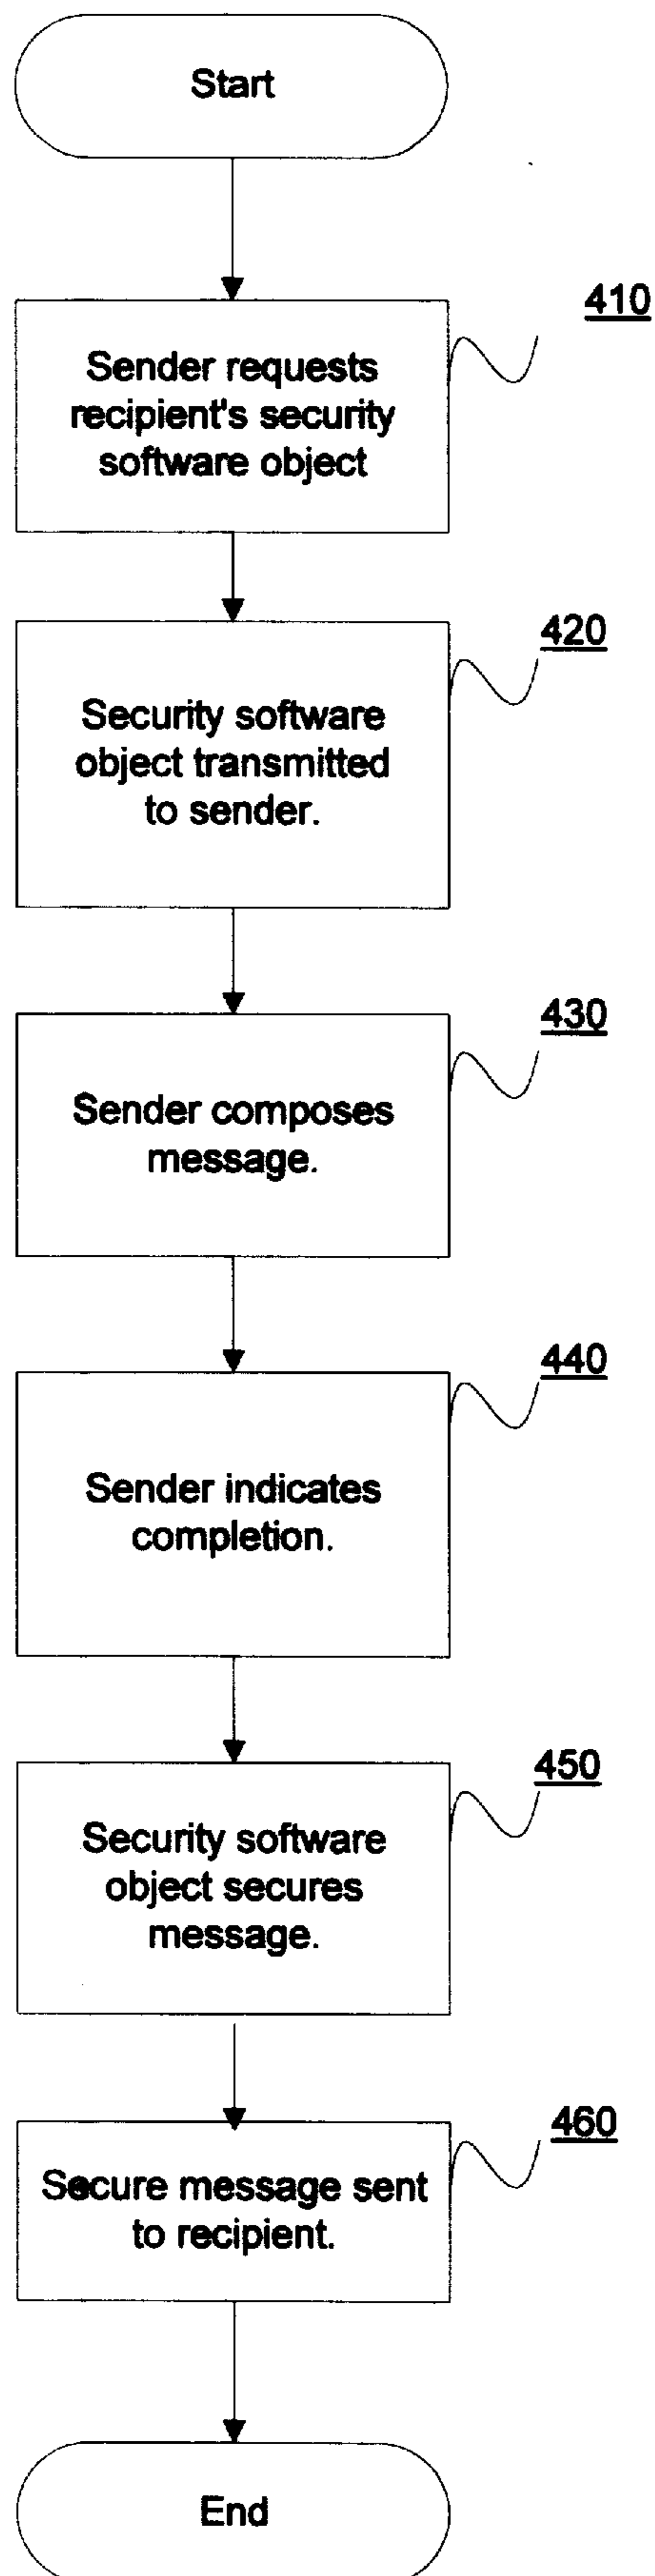 Start
410
Sender requests
recipient's security
software object
420
Security software
object transmitted
to sender.
430
Sender composes
message.
440
Sender indicates
completion.
450
Security software
object secures
message.
460
Secure message sent
to recipient.
End